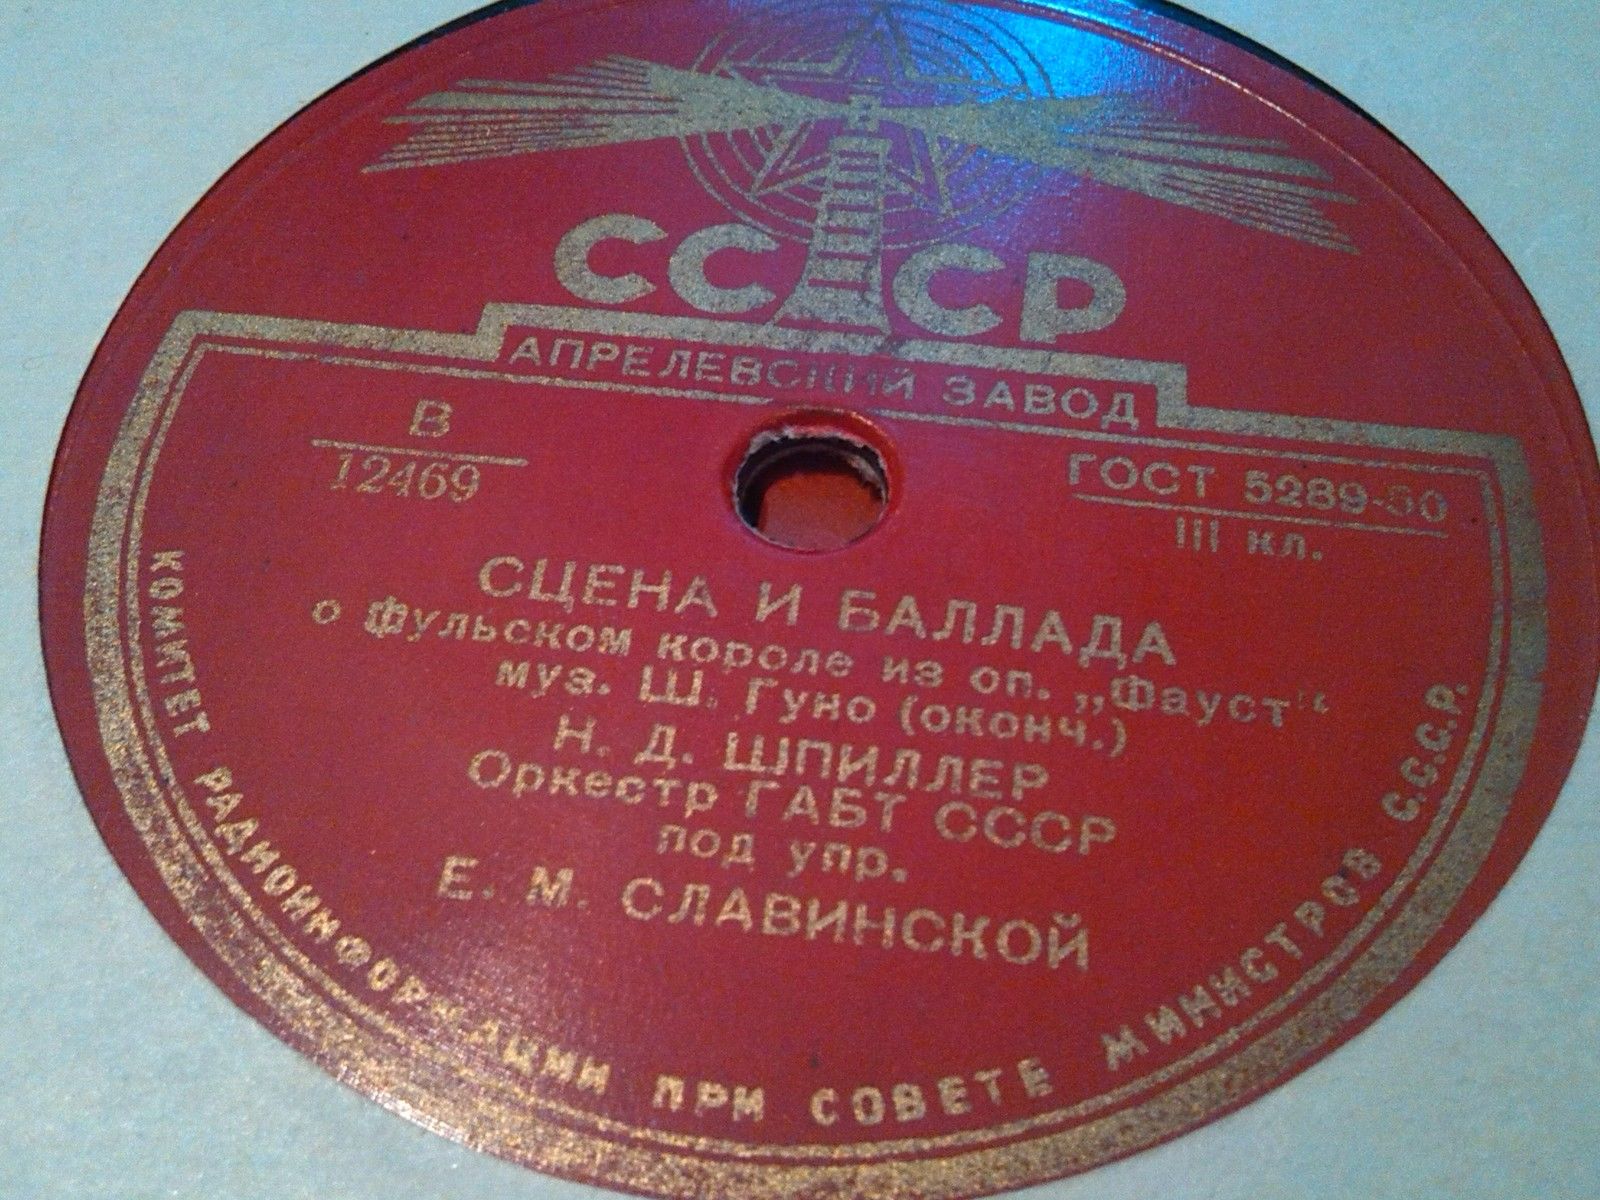 СССР
АПРЕЛЕВСКИЙ ЗАВОД
В
12469
ГОСТ 5289-50
III кл.
СЦЕНА И БАЛЛАДА
о Фульском короле из оп. „Фауст“
муз. Ш. Гуно (оконч.)
Н. Д. ШПИЛЛЕР
Оркестр ГАБТ СССР
под упр.
Е. М. СЛАВИНСКОЙ
КОМИТЕТ РАДИОИНФОРМАЦИИ ПРИ СОВЕТЕ МИНИСТРОВ С.С.С.Р.